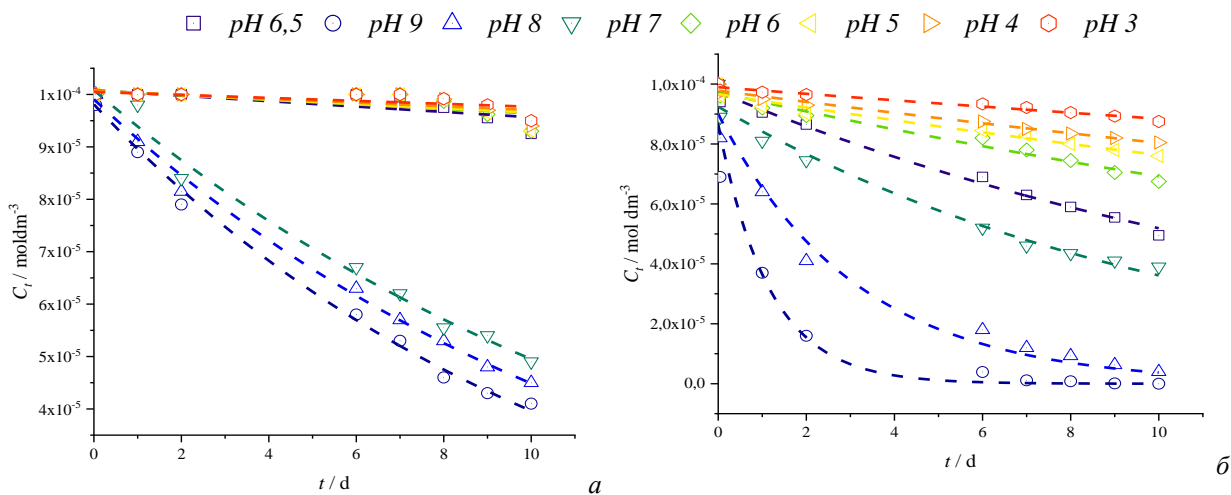 pH 6,5 pH 9 pH 8 pH 7 pH 6 pH 5 pH 4 pH 3
1x10⁻⁴
9x10⁻⁵
8x10⁻⁵
7x10⁻⁵
6x10⁻⁵
5x10⁻⁵
4x10⁻⁵
Cₜ / moldm⁻³
0 2 4 6 8 10
t / d
а
1,0x10⁻⁴
8,0x10⁻⁵
6,0x10⁻⁵
4,0x10⁻⁵
2,0x10⁻⁵
0,0
Cₜ / mol dm⁻³
0 2 4 6 8 10
t / d
б